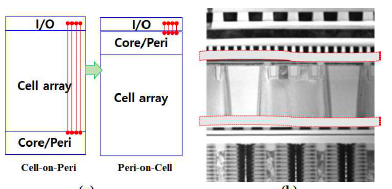 I/O
Cell array
Core/Peri
Cell-on-Peri
I/O
Core/Peri
Cell array
Peri-on-Cell